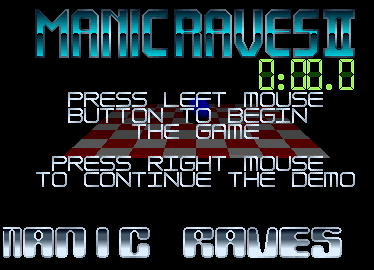 MANIC RAVES II
0:00.0
PRESS LEFT MOUSE
BUTTON TO BEGIN
THE GAME
PRESS RIGHT MOUSE
TO CONTINUE THE DEMO
MANIC RAVES